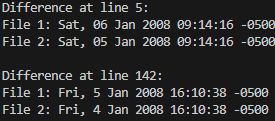 Difference at line 5:
File 1: Sat, 06 Jan 2008 09:14:16 -0500
File 2: Sat, 05 Jan 2008 09:14:16 -0500
Difference at line 142:
File 1: Fri, 5 Jan 2008 16:10:38 -0500
File 2: Fri, 4 Jan 2008 16:10:38 -0500